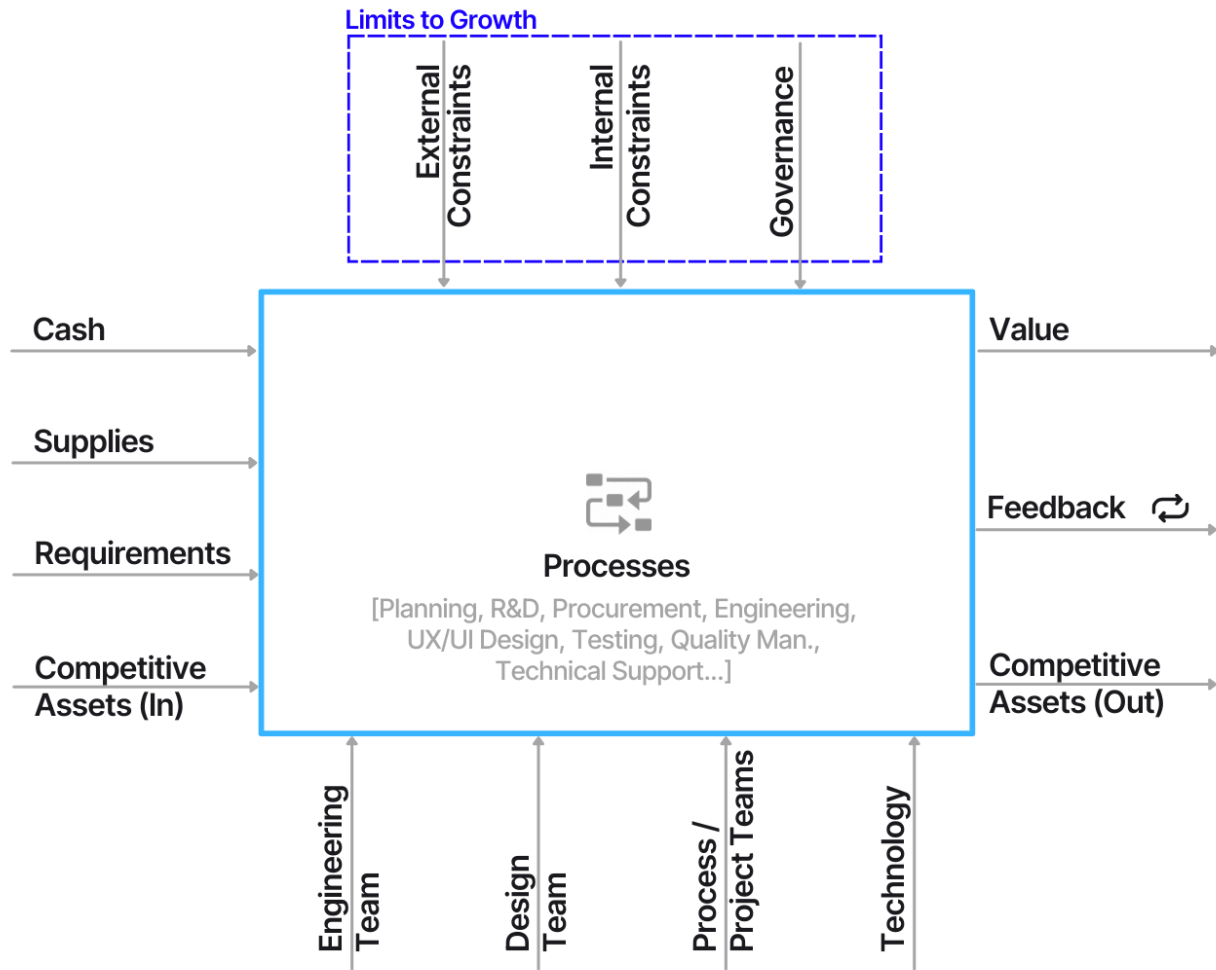 Limits to Growth
External
Constraints
Internal
Constraints
Governance
Cash
Supplies
Requirements
Competitive
Assets (In)
Processes
[Planning, R&D, Procurement, Engineering,
UX/UI Design, Testing, Quality Man.,
Technical Support...]
Value
Feedback
Competitive
Assets (Out)
Engineering
Team
Design
Team
Process /
Project Teams
Technology